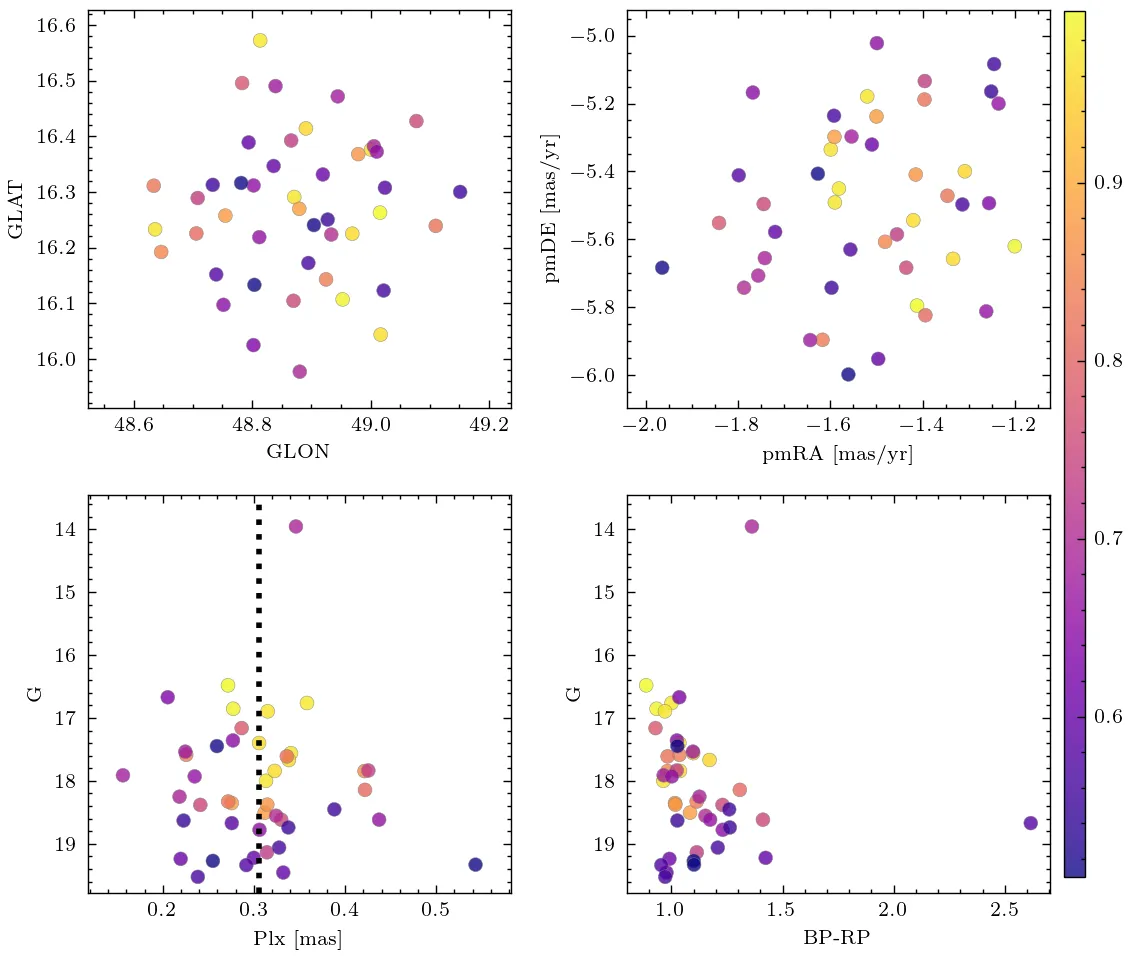 16.6
16.5
16.4
16.3
16.2
16.1
16.0
GLAT
48.6 48.8 49.0 49.2
GLON
−5.0
−5.2
−5.4
−5.6
−5.8
−6.0
pmDE [mas/yr]
−2.0 −1.8 −1.6 −1.4 −1.2
pmRA [mas/yr]
14
15
16
17
18
19
G
0.2 0.3 0.4 0.5
Plx [mas]
14
15
16
17
18
19
G
1.0 1.5 2.0 2.5
BP-RP
0.9
0.8
0.7
0.6